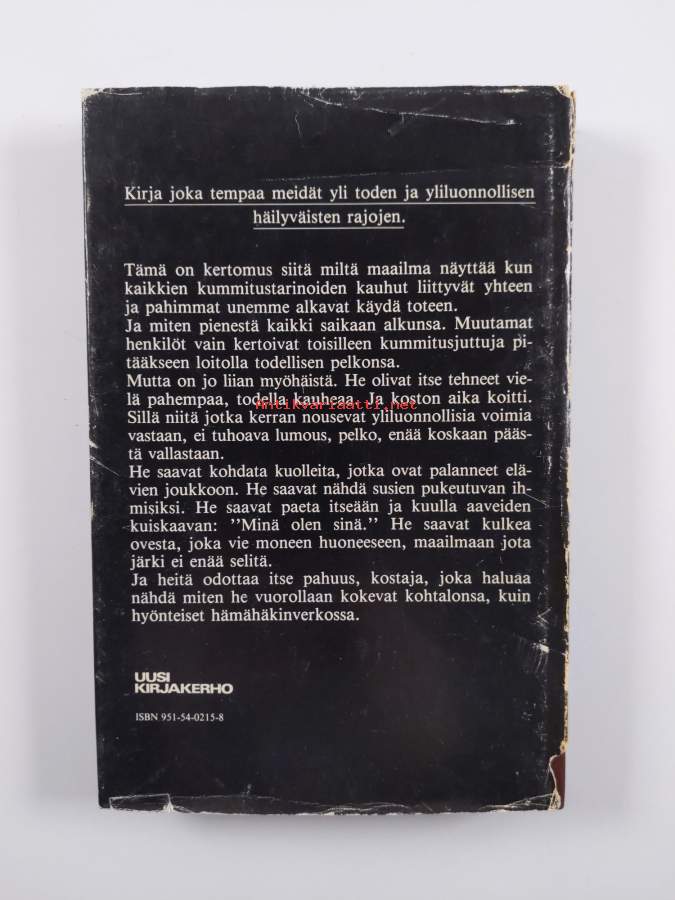 Kirja joka tempaa meidät yli toden ja yliluonnollisen
häilyväisten rajojen.
Tämä on kertomus siitä miltä maailma näyttää kun
kaikkien kummitustarinoiden kauhut liittyvät yhteen
ja pahimmat unemme alkavat käydä toteen.
Ja miten pienestä kaikki saikaan alkunsa. Muutamat
henkilöt vain kertoivat toisilleen kummitusjuttuja pi-
tääkseen loitolla todellisen pelkonsa.
Mutta on jo liian myöhäistä. He olivat itse tehneet vie-
lä pahempaa, todella kauheaa. Ja koston aika koitti.
Antikvariaatti.net
Sillä niitä jotka kerran nousevat yliluonnollisia voimia
vastaan, ei tuhoava lumous, pelko, enää koskaan pääs-
tä vallastaan.
He saavat kohdata kuolleita, jotka ovat palanneet elä-
vien joukkoon. He saavat nähdä susien pukeutuvan ih-
misiksi. He saavat paeta itseään ja kuulla aaveiden
kuiskaavan: ''Minä olen sinä.'' He saavat kulkea
ovesta, joka vie moneen huoneeseen, maailmaan jota
järki ei enää selitä.
Ja heitä odottaa itse pahuus, kostaja, joka haluaa
nähdä miten he vuorollaan kokevat kohtalonsa, kuin
hyönteiset hämähäkinverkossa.
UUSI
KIRJAKERHO
ISBN 951-54-0215-8